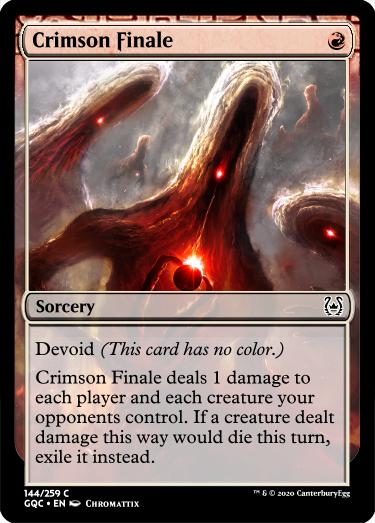 Crimson Finale
Sorcery
Devoid (This card has no color.)
Crimson Finale deals 1 damage to
each player and each creature your
opponents control. If a creature dealt
damage this way would die this turn,
exile it instead.
144/259 C
GQC • EN Chromattix
™ & © 2020 CanterburyEgg